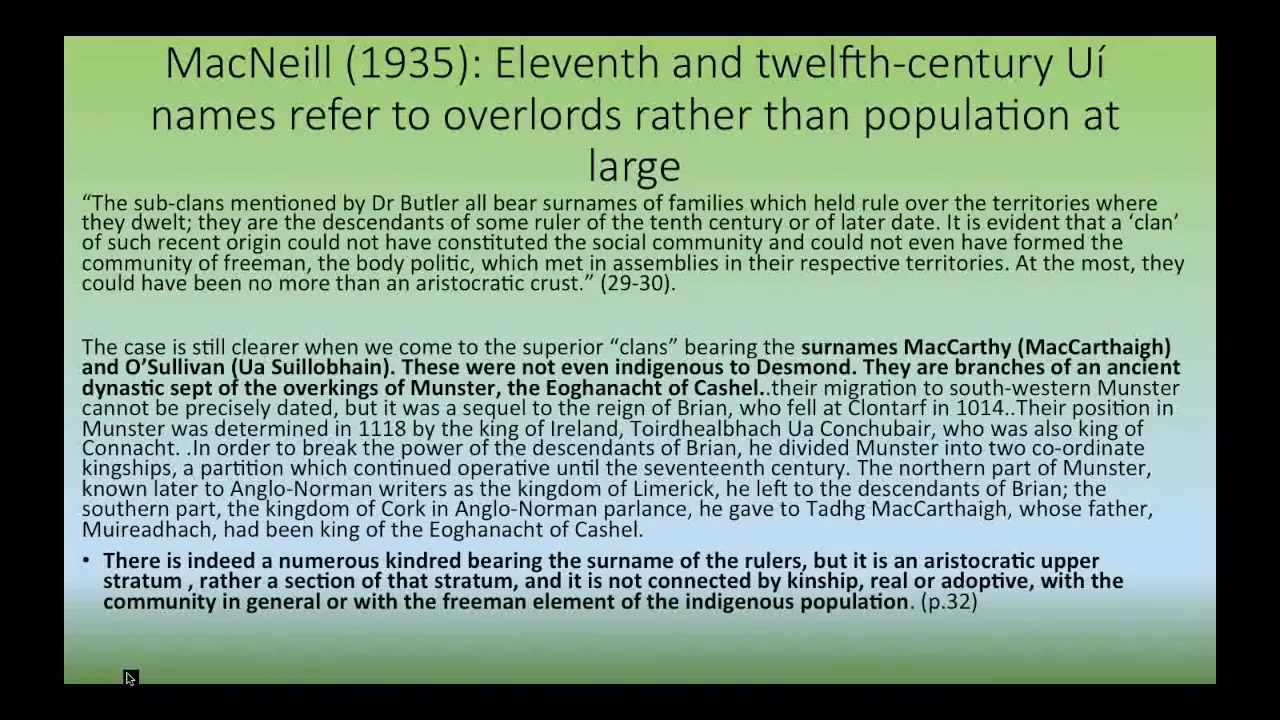 MacNeill (1935): Eleventh and twelfth-century Uí
names refer to overlords rather than population at
large
“The sub-clans mentioned by Dr Butler all bear surnames of families which held rule over the territories where
they dwelt; they are the descendants of some ruler of the tenth century or of later date. It is evident that a ‘clan’
of such recent origin could not have constituted the social community and could not even have formed the
community of freeman, the body politic, which met in assemblies in their respective territories. At the most, they
could have been no more than an aristocratic crust.” (29-30).
The case is still clearer when we come to the superior “clans” bearing the surnames MacCarthy (MacCarthaigh)
and O’Sullivan (Ua Suillobhain). These were not even indigenous to Desmond. They are branches of an ancient
dynastic sept of the overkings of Munster, the Eoghanacht of Cashel..their migration to south-western Munster
cannot be precisely dated, but it was a sequel to the reign of Brian, who fell at Clontarf in 1014..Their position in
Munster was determined in 1118 by the king of Ireland, Toirdhealbhach Ua Conchubair, who was also king of
Connacht. .In order to break the power of the descendants of Brian, he divided Munster into two co-ordinate
kingships, a partition which continued operative until the seventeenth century. The northern part of Munster,
known later to Anglo-Norman writers as the kingdom of Limerick, he left to the descendants of Brian; the
southern part, the kingdom of Cork in Anglo-Norman parlance, he gave to Tadhg MacCarthaigh, whose father,
Muireadhach, had been king of the Eoghanacht of Cashel.
• There is indeed a numerous kindred bearing the surname of the rulers, but it is an aristocratic upper
stratum , rather a section of that stratum, and it is not connected by kinship, real or adoptive, with the
community in general or with the freeman element of the indigenous population. (p.32)